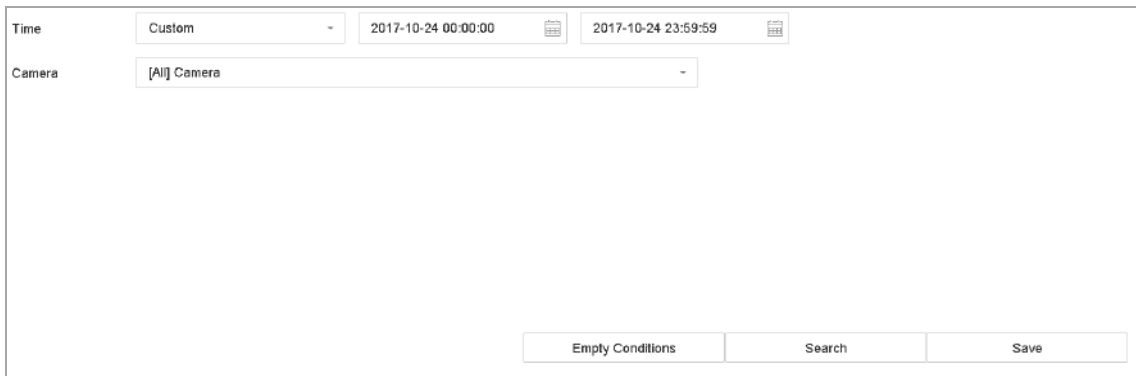 Time Custom 2017-10-24 00:00:00 2017-10-24 23:59:59
Camera [All] Camera
Empty Conditions Search Save